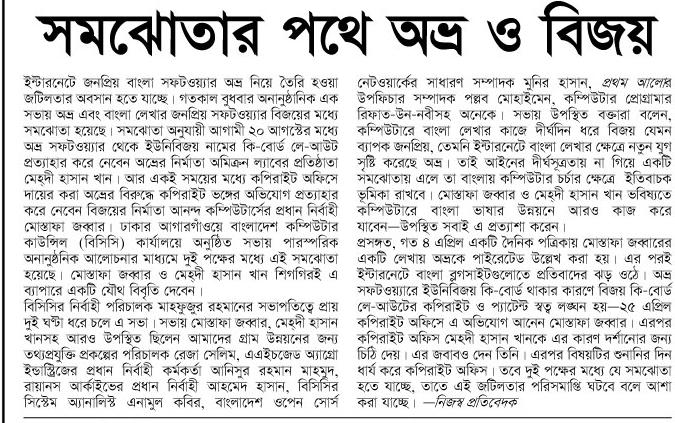 সমঝোতার পথে অভ্র ও বিজয়
ইন্টারনেটে জনপ্রিয় বাংলা সফটওয়্যার অভ্র নিয়ে তৈরি হওয়া
জটিলতার অবসান হতে যাচ্ছে। গতকাল বুধবার অনানুষ্ঠানিক এক
সভায় অভ্র এবং বাংলা লেখার জনপ্রিয় সফটওয়্যার বিজয়ের মধ্যে
সমঝোতা হয়েছে। সমঝোতা অনুযায়ী আগামী ২০ আগস্টের মধ্যে
অভ্র সফটওয়্যার থেকে ইউনিবিজয় নামের কি-বোর্ড লে-আউট
প্রত্যাহার করে নেবেন অভ্রের নির্মাতা অমিক্রন ল্যাবের প্রতিষ্ঠাতা
মেহ্‌দী হাসান খান। আর একই সময়ের মধ্যে কপিরাইট অফিসে
দায়ের করা অভ্রের বিরুদ্ধে কপিরাইট ভঙ্গের অভিযোগ প্রত্যাহার
করে নেবেন বিজয়ের নির্মাতা আনন্দ কম্পিউটার্সের প্রধান নির্বাহী
মোস্তাফা জব্বার। ঢাকার আগারগাঁওয়ে বাংলাদেশ কম্পিউটার
কাউন্সিল (বিসিসি) কার্যালয়ে অনুষ্ঠিত সভায় পারস্পরিক
অনানুষ্ঠানিক আলোচনার মাধ্যমে দুই পক্ষের মধ্যে এই সমঝোতা
হয়েছে। মোস্তাফা জব্বার ও মেহ্‌দী হাসান খান শিগগিরই এ
ব্যাপারে একটি যৌথ বিবৃতি দেবেন।
বিসিসির নির্বাহী পরিচালক মাহফুজুর রহমানের সভাপতিত্বে প্রায়
দুই ঘণ্টা ধরে চলে এ সভা। সভায় মোস্তাফা জব্বার, মেহ্‌দী হাসান
খানসহ আরও উপস্থিত ছিলেন আমাদের গ্রাম উন্নয়নের জন্য
তথ্যপ্রযুক্তি প্রকল্পের পরিচালক রেজা সেলিম, এএইচজেড অ্যাগ্রো
ইন্ডাস্ট্রিজের প্রধান নির্বাহী কর্মকর্তা আনিসুর রহমান মাহমুদ,
রায়ানস আর্কাইভের প্রধান নির্বাহী আহমেদ হাসান, বিসিসির
সিস্টেম অ্যানালিস্ট এনামুল কবির, বাংলাদেশ ওপেন সোর্স
নেটওয়ার্কের সাধারণ সম্পাদক মুনির হাসান, প্রথম আলোর
উপফিচার সম্পাদক পল্লব মোহাইমেন, কম্পিউটার প্রোগ্রামার
রিফাত-উন-নবীসহ অনেকে। সভায় উপস্থিত বক্তারা বলেন,
কম্পিউটারে বাংলা লেখার কাজে দীর্ঘদিন ধরে বিজয় যেমন
ব্যাপক জনপ্রিয়, তেমনি ইন্টারনেটে বাংলা লেখার ক্ষেত্রে নতুন যুগ
সৃষ্টি করেছে অভ্র। তাই আইনের দীর্ঘসূত্রতায় না গিয়ে একটি
সমঝোতায় এলে তা বাংলায় কম্পিউটার চর্চার ক্ষেত্রে ইতিবাচক
ভূমিকা রাখবে। মোস্তাফা জব্বার ও মেহ্‌দী হাসান খান ভবিষ্যতে
কম্পিউটারে বাংলা ভাষার উন্নয়নে আরও কাজ করে
যাবেন—উপস্থিত সবাই এ প্রত্যাশা করেন।
প্রসঙ্গত, গত ৪ এপ্রিল একটি দৈনিক পত্রিকায় মোস্তাফা জব্বারের
একটি লেখায় অভ্রকে পাইরেটেড উল্লেখ করা হয়। এর পরই
ইন্টারনেটে বাংলা ব্লগসাইটগুলোতে প্রতিবাদের ঝড় ওঠে। অভ্র
সফটওয়্যারে ইউনিবিজয় কি-বোর্ড থাকার কারণে বিজয় কি-বোর্ড
লে-আউটের কপিরাইট ও প্যাটেন্ট স্বত্ব লঙ্ঘন হয়—২৫ এপ্রিল
কপিরাইট অফিসে এ অভিযোগ আনেন মোস্তাফা জব্বার। এরপর
কপিরাইট অফিস মেহদী হাসান খানকে এর কারণ দর্শানোর জন্য
চিঠি দেয়। এর জবাবও দেন তিনি। এরপর বিষয়টির শুনানির দিন
ধার্য করে কপিরাইট অফিস। তবে দুই পক্ষের মধ্যে যে সমঝোতা
হতে যাচ্ছে, তাতে এই জটিলতার পরিসমাপ্তি ঘটবে বলে আশা
করা যাচ্ছে। —নিজস্ব প্রতিবেদক